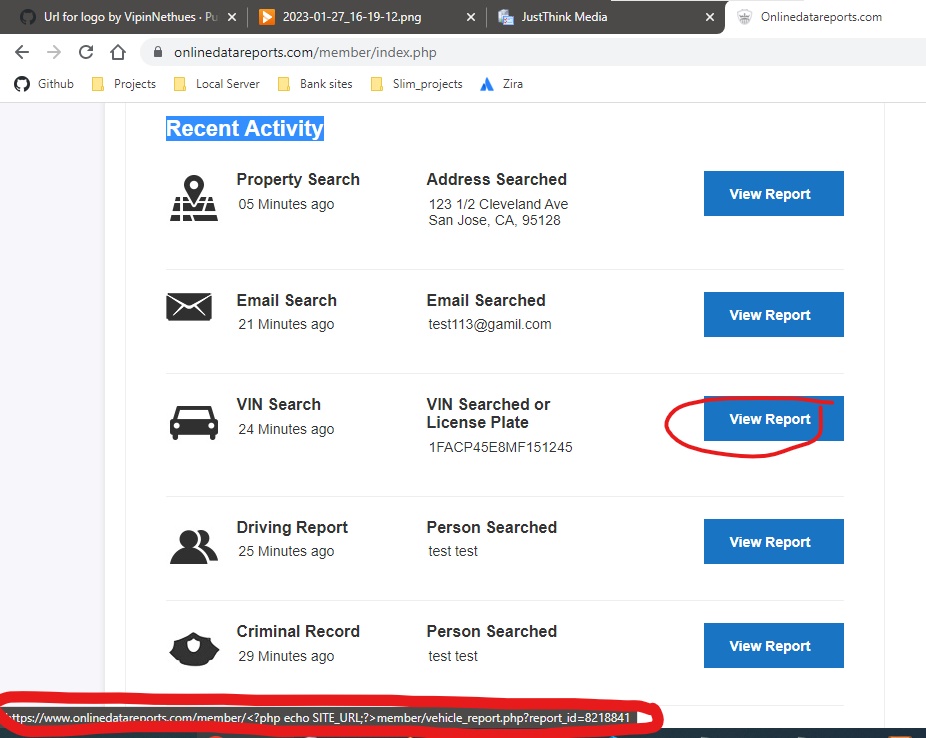 Url for logo by VipinNethues · Pu
2023-01-27_16-19-12.png
JustThink Media
Onlinedatareports.com
onlinedatareports.com/member/index.php
Github
Projects
Local Server
Bank sites
Slim_projects
Zira
Recent Activity
Property Search
05 Minutes ago
Address Searched
123 1/2 Cleveland Ave
San Jose, CA, 95128
View Report
Email Search
21 Minutes ago
Email Searched
test113@gamil.com
View Report
VIN Search
24 Minutes ago
VIN Searched or
License Plate
1FACP45E8MF151245
View Report
Driving Report
25 Minutes ago
Person Searched
test test
View Report
Criminal Record
29 Minutes ago
Person Searched
test test
View Report
https://www.onlinedatareports.com/member/<?php echo SITE_URL;?>member/vehicle_report.php?report_id=8218841